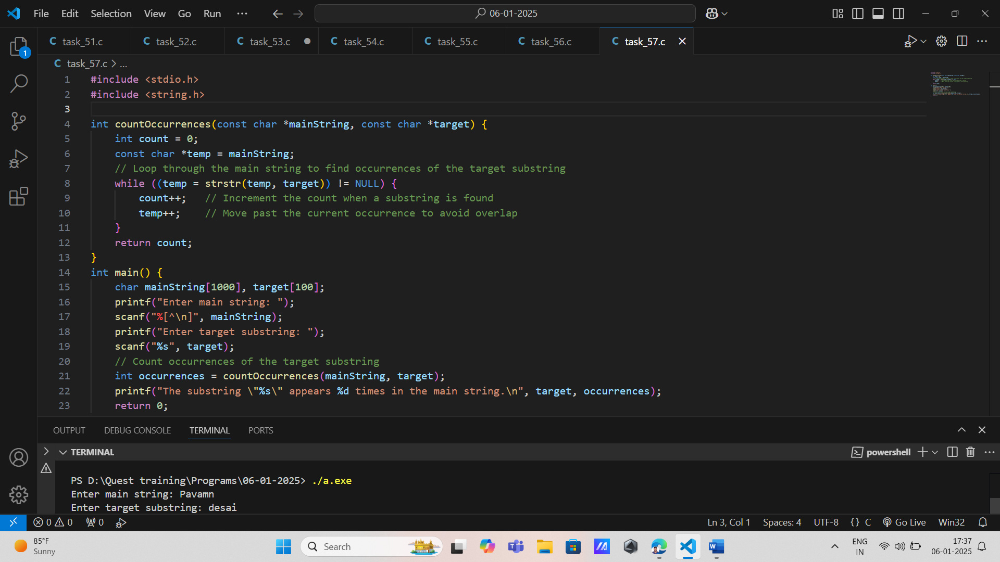 File Edit Selection View Go Run ··· 06-01-2025
task_51.c task_52.c task_53.c task_54.c task_55.c task_56.c task_57.c
1
task_57.c > ...
1 #include <stdio.h>
2 #include <string.h>
3
4 int countOccurrences(const char *mainString, const char *target) {
5 int count = 0;
6 const char *temp = mainString;
7 // Loop through the main string to find occurrences of the target substring
8 while ((temp = strstr(temp, target)) != NULL) {
9 count++; // Increment the count when a substring is found
10 temp++; // Move past the current occurrence to avoid overlap
11 }
12 return count;
13 }
14 int main() {
15 char mainString[1000], target[100];
16 printf("Enter main string: ");
17 scanf("%[^\n]", mainString);
18 printf("Enter target substring: ");
19 scanf("%s", target);
20 // Count occurrences of the target substring
21 int occurrences = countOccurrences(mainString, target);
22 printf("The substring \"%s\" appears %d times in the main string.\n", target, occurrences);
23 return 0;
OUTPUT DEBUG CONSOLE TERMINAL PORTS
TERMINAL powershell
PS D:\Quest training\Programs\06-01-2025> ./a.exe
Enter main string: Pavamn
Enter target substring: desai
0 0 0 Ln 3, Col 1 Spaces: 4 UTF-8 {} C Go Live Win32
85°F
Sunny
Search
ENG
IN
17:37
06-01-2025